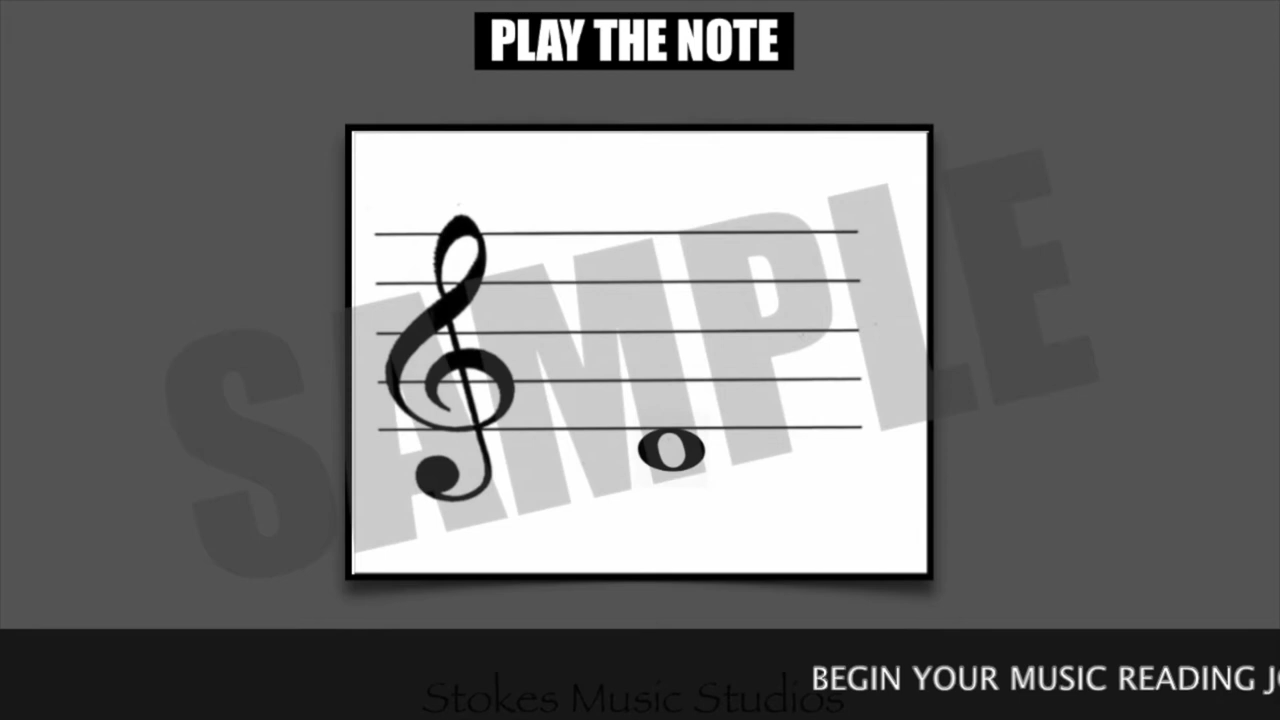 PLAY THE NOTE
SAMPLE
BEGIN YOUR MUSIC READING
Stokes Music Studios